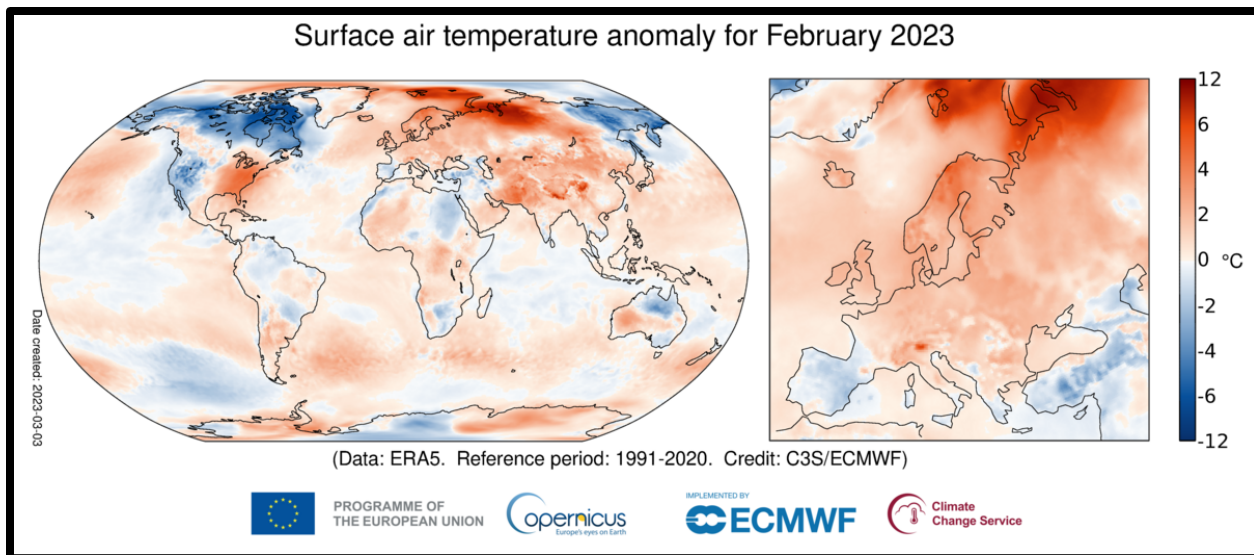 Surface air temperature anomaly for February 2023
12
6
4
2
0 °C
-2
-4
-6
-12
Date created: 2023-03-03
(Data: ERA5. Reference period: 1991-2020. Credit: C3S/ECMWF)
PROGRAMME OF
THE EUROPEAN UNION
opernicus
Europe's eyes on Earth
IMPLEMENTED BY
ECMWF
Climate
Change Service